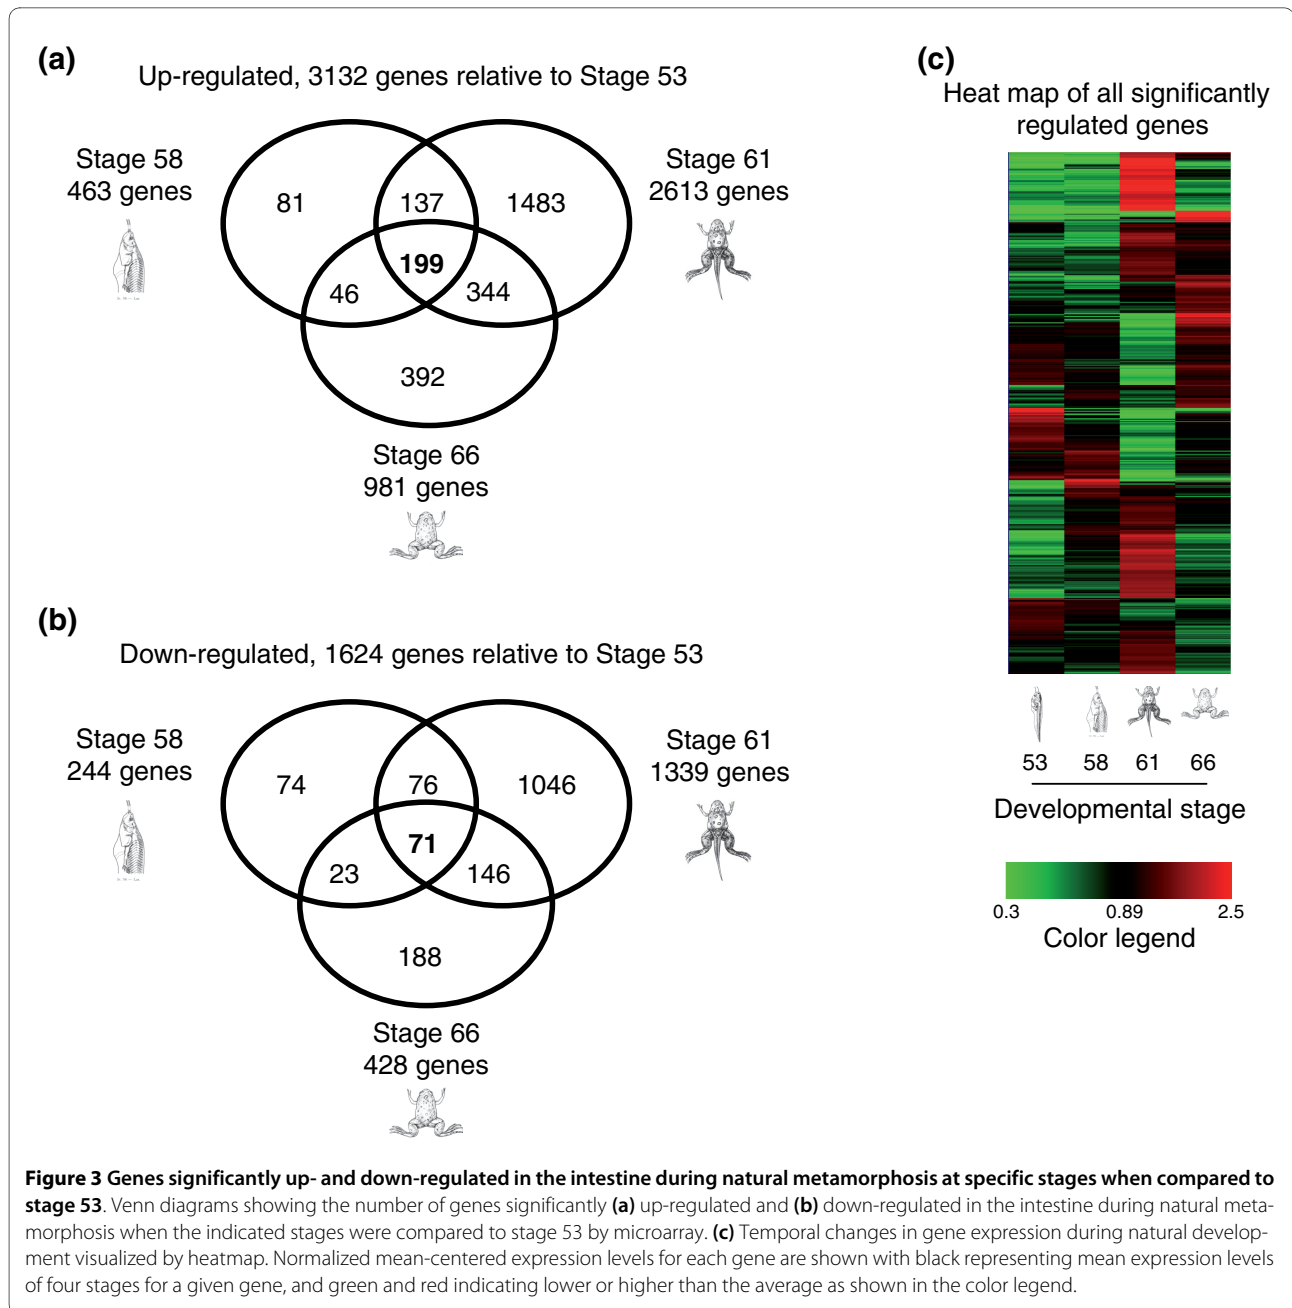 (a)
Up-regulated, 3132 genes relative to Stage 53
Stage 58
463 genes
Stage 61
2613 genes
81
137
1483
199
46
344
392
Stage 66
981 genes
(b)
Down-regulated, 1624 genes relative to Stage 53
Stage 58
244 genes
Stage 61
1339 genes
74
76
1046
71
23
146
188
Stage 66
428 genes
(c)
Heat map of all significantly
regulated genes
53 58 61 66
Developmental stage
0.3 0.89 2.5
Color legend
Figure 3 Genes significantly up- and down-regulated in the intestine during natural metamorphosis at specific stages when compared to
stage 53. Venn diagrams showing the number of genes significantly (a) up-regulated and (b) down-regulated in the intestine during natural meta-
morphosis when the indicated stages were compared to stage 53 by microarray. (c) Temporal changes in gene expression during natural develop-
ment visualized by heatmap. Normalized mean-centered expression levels for each gene are shown with black representing mean expression levels
of four stages for a given gene, and green and red indicating lower or higher than the average as shown in the color legend.